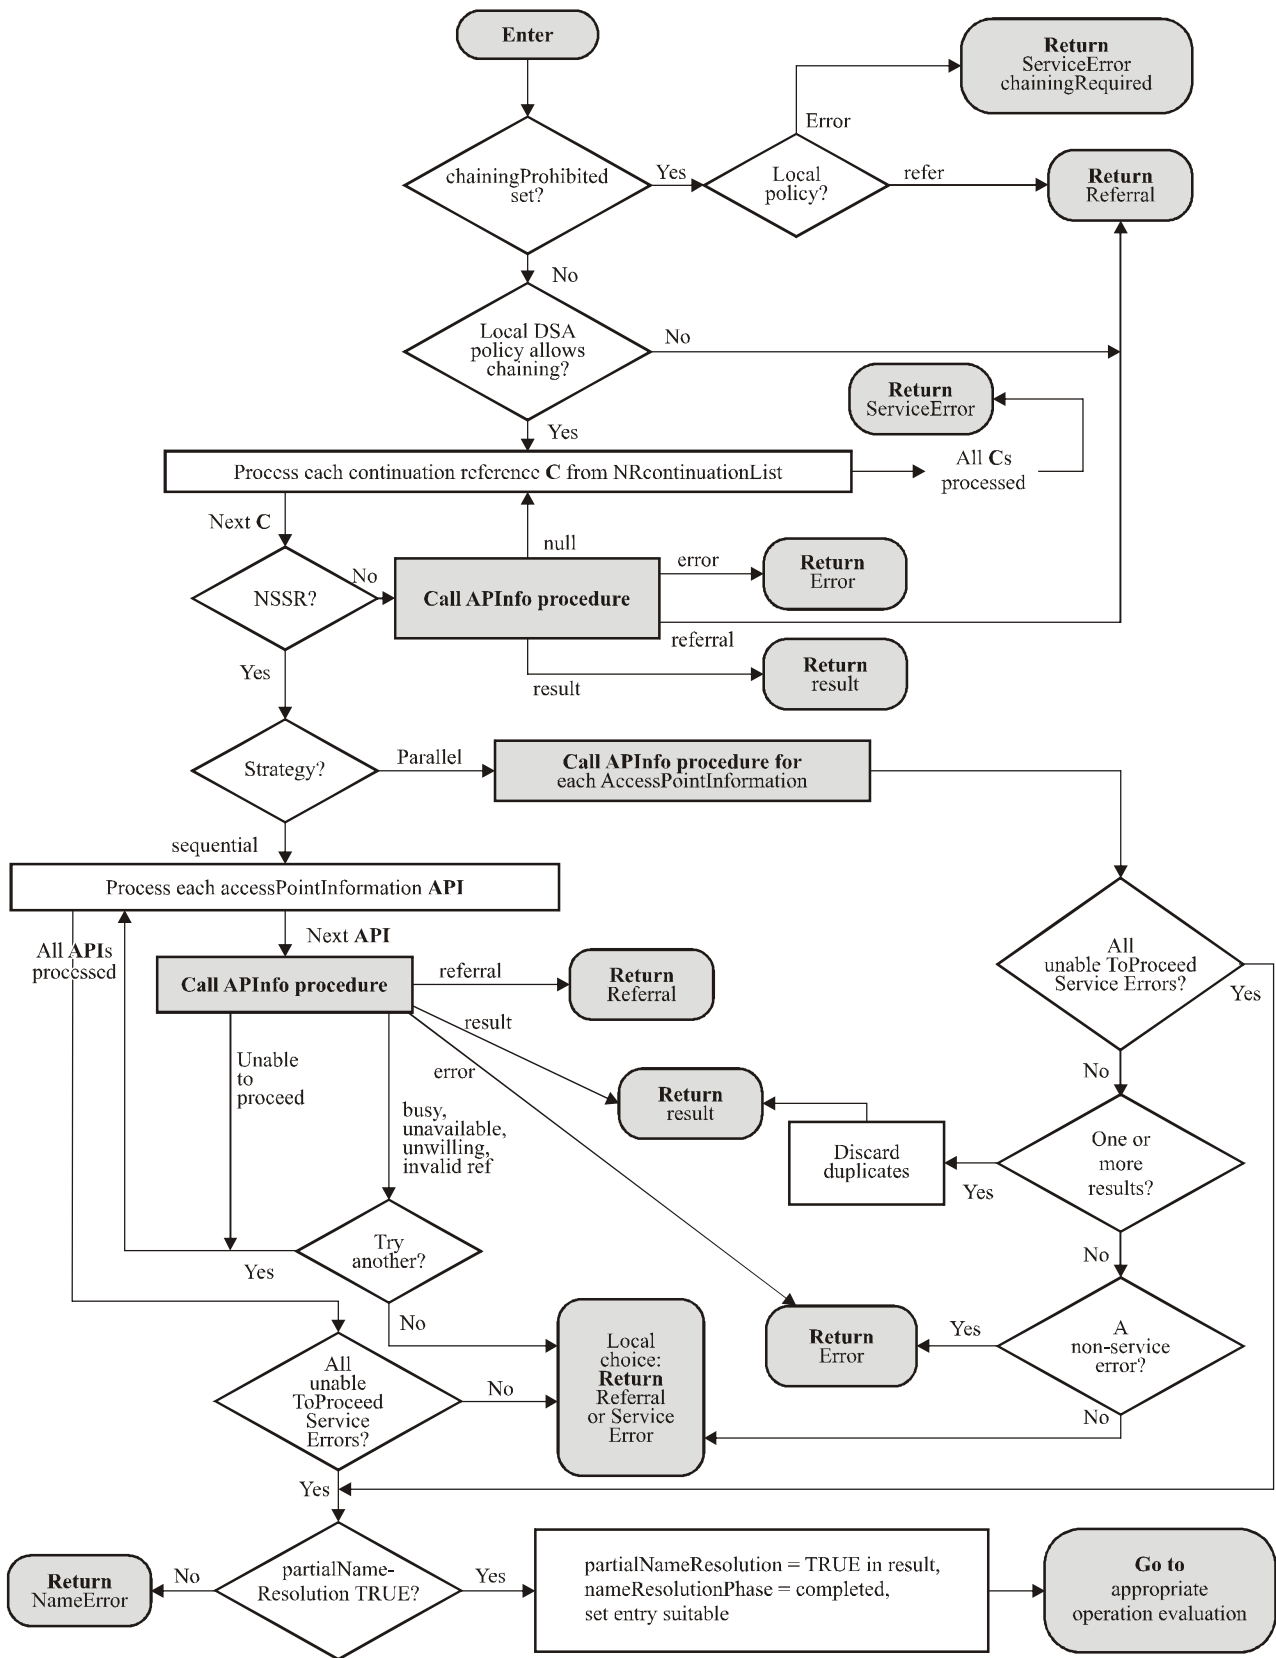 Enter
Return
ServiceError
chainingRequired
Error
chainingProhibited
set?
Yes
Local
policy?
refer
Return
Referral
No
Local DSA
policy allows
chaining?
No
Return
ServiceError
Yes
Process each continuation reference C from NRcontinuationList
All Cs
processed
Next C
null
NSSR?
No
Call APInfo procedure
error
Return
Error
referral
Yes
result
Return
result
Strategy?
Parallel
Call APInfo procedure for
each AccessPointInformation
sequential
Process each accessPointInformation API
All APIs
processed
Next API
Call APInfo procedure
referral
Return
Referral
All
unable ToProceed
Service Errors?
Yes
result
Unable
to
proceed
error
No
busy,
unavailable,
unwilling,
invalid ref
Return
result
Discard
duplicates
Yes
One or
more
results?
Try
another?
Yes
No
No
Local
choice:
Return
Referral
or Service
Error
Return
Error
Yes
A
non-service
error?
All
unable
ToProceed
Service
Errors?
No
No
Yes
Return
NameError
No
partialName-
Resolution TRUE?
Yes
partialNameResolution = TRUE in result,
nameResolutionPhase = completed,
set entry suitable
Go to
appropriate
operation evaluation